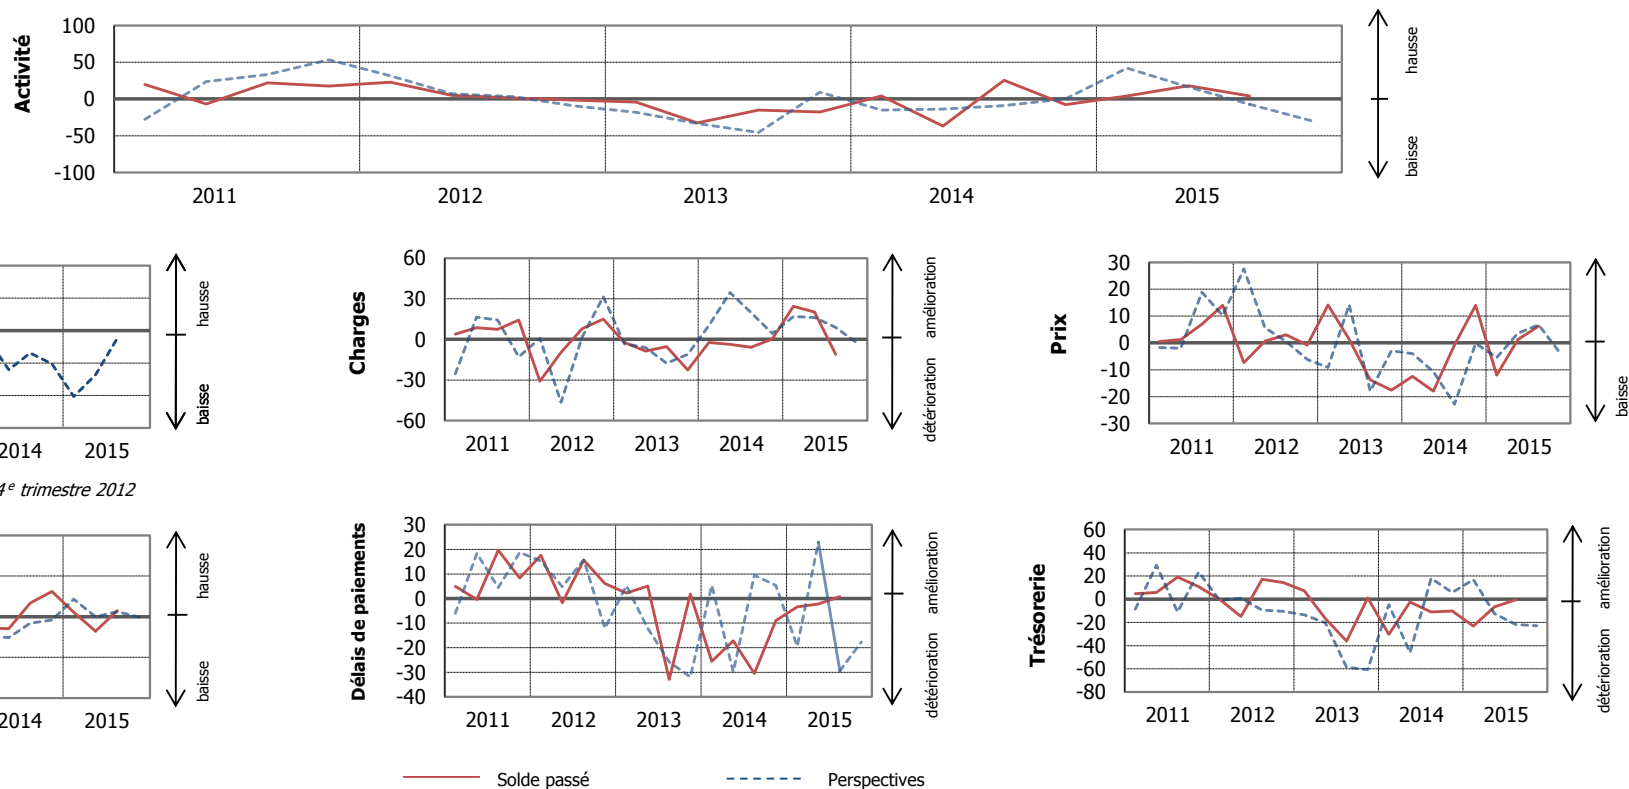 Activité
100
50
0
-50
-100
2011 2012 2013 2014 2015
hausse
baisse
hausse
baisse
2014 2015
4e trimestre 2012
Charges
60
30
0
-30
-60
2011 2012 2013 2014 2015
amélioration
détérioration
Prix
30
20
10
0
-10
-20
-30
2011 2012 2013 2014 2015
baisse
hausse
baisse
2014 2015
Délais de paiements
30
20
10
0
-10
-20
-30
-40
2011 2012 2013 2014 2015
amélioration
détérioration
Trésorerie
60
40
20
0
-20
-40
-60
-80
2011 2012 2013 2014 2015
amélioration
détérioration
Solde passé
Perspectives